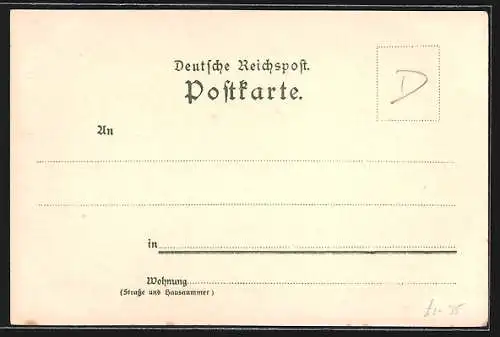 Deutsche Reichspost.
Postkarte.
D
An
in
Wohnung
(Straße und Hausnummer)